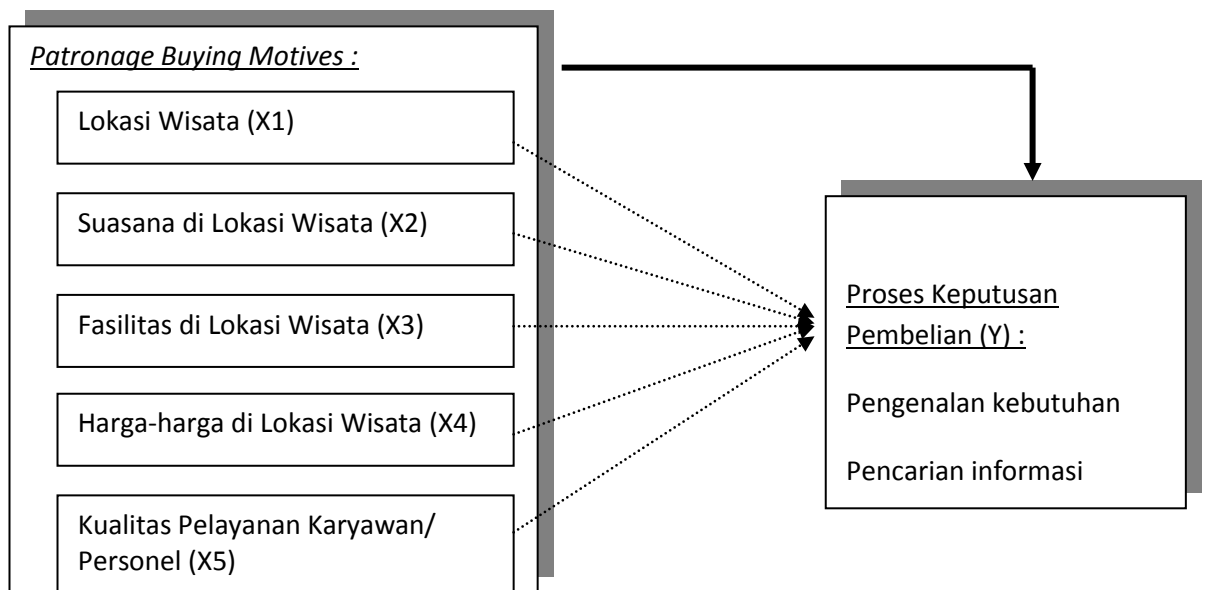 Patronage Buying Motives :
Lokasi Wisata (X1)
Suasana di Lokasi Wisata (X2)
Fasilitas di Lokasi Wisata (X3)
Harga-harga di Lokasi Wisata (X4)
Kualitas Pelayanan Karyawan/
Personel (X5)
Proses Keputusan
Pembelian (Y) :
Pengenalan kebutuhan
Pencarian informasi